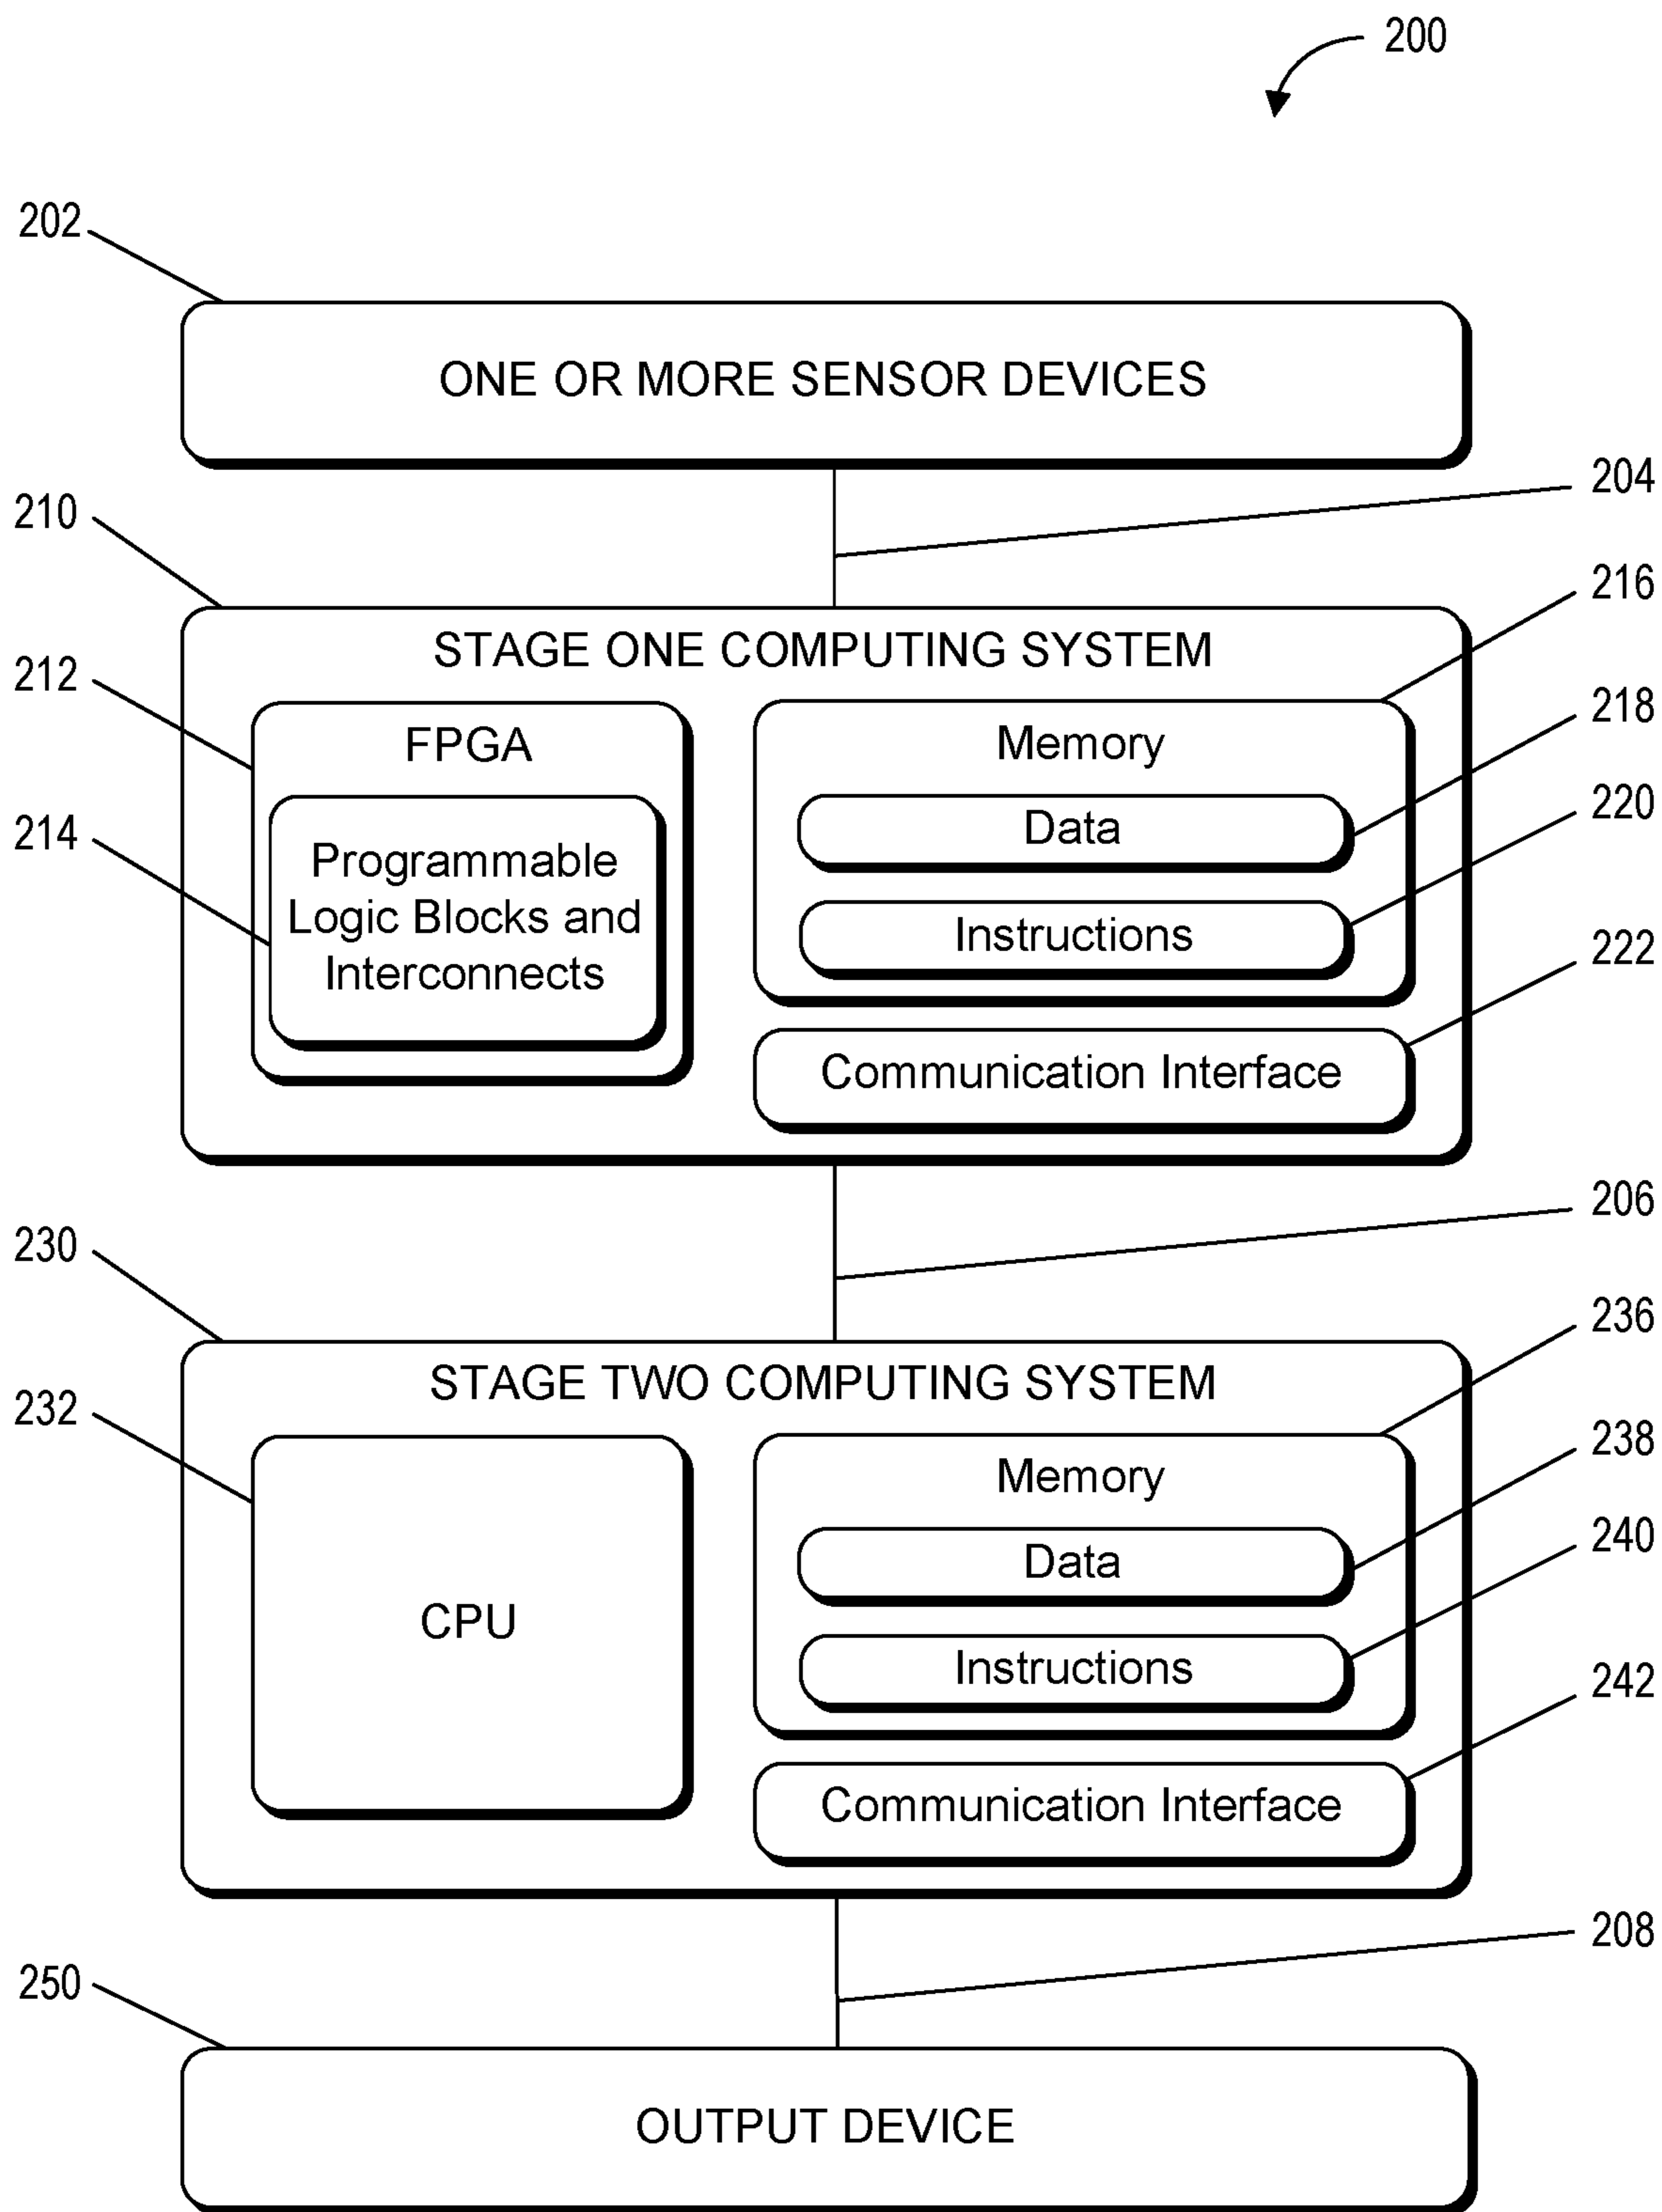 200
202
ONE OR MORE SENSOR DEVICES
204
210
216
STAGE ONE COMPUTING SYSTEM
212
218
FPGA
Memory
220
214
Data
Programmable
Logic Blocks and
Interconnects
Instructions
222
Communication Interface
206
230
236
STAGE TWO COMPUTING SYSTEM
232
238
Memory
240
Data
CPU
Instructions
242
Communication Interface
208
250
OUTPUT DEVICE